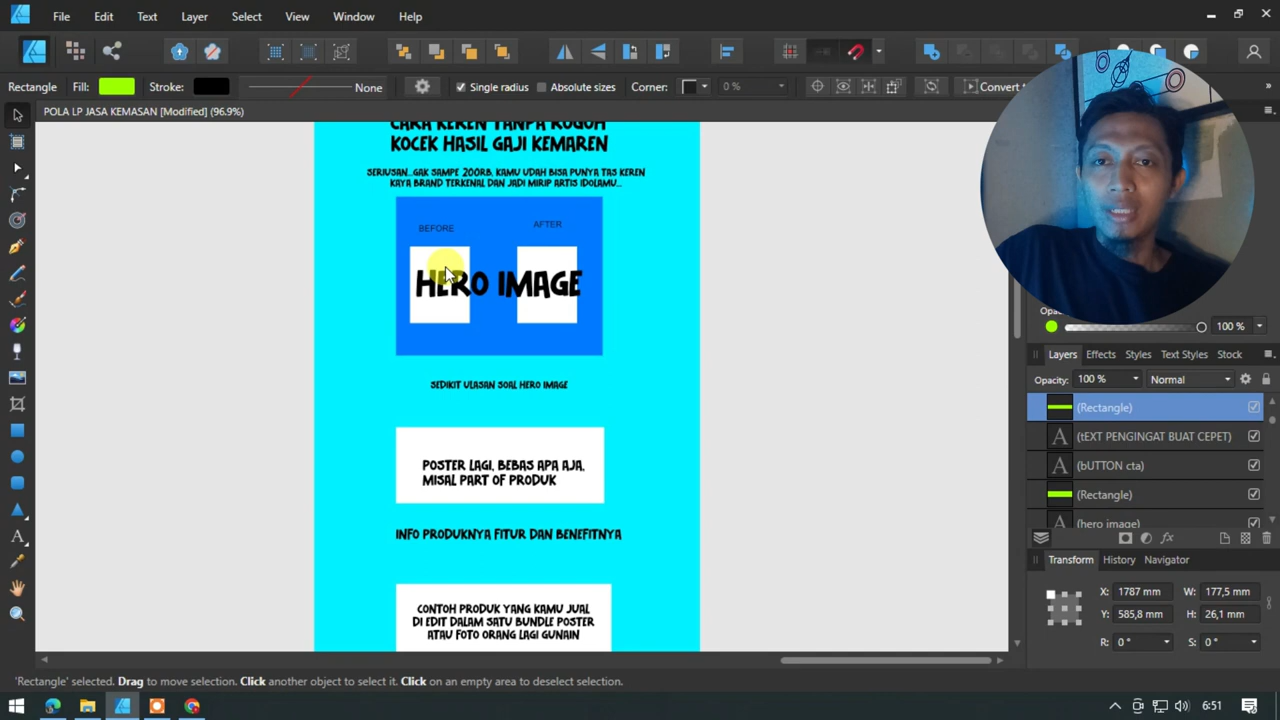 File Edit Text Layer Select View Window Help
Rectangle Fill: Stroke: None Single radius Absolute sizes Corner: 0 % Convert t
POLA LP JASA KEMASAN [Modified] (96.9%)
CARA KEREN TANPA ROGOH
KOCEK HASIL GAJI KEMAREN
SERIUSAN...GAK SAMPE 200RB, KAMU UDAH BISA PUNYA TAS KEREN
KAYA BRAND TERKENAL DAN JADI MIRIP ARTIS IDOLAMU...
BEFORE AFTER
HERO IMAGE
SEDIKIT ULASAN SOAL HERO IMAGE
POSTER LAGI, BEBAS APA AJA,
MISAL PART OF PRODUK
INFO PRODUKNYA FITUR DAN BENEFITNYA
CONTOH PRODUK YANG KAMU JUAL
DI EDIT DALAM SATU BUNDLE POSTER
ATAU FOTO ORANG LAGI GUNAIN
100 %
Layers Effects Styles Text Styles Stock
Opacity: 100 % Normal
(Rectangle)
(tEXT PENGINGAT BUAT CEPET)
(bUTTON cta)
(Rectangle)
(hero image)
Transform History Navigator
X: 1787 mm W: 177,5 mm
Y: 585,8 mm H: 26,1 mm
R: 0 ° S: 0 °
'Rectangle' selected. Drag to move selection. Click another object to select it. Click on an empty area to deselect selection.
6:51